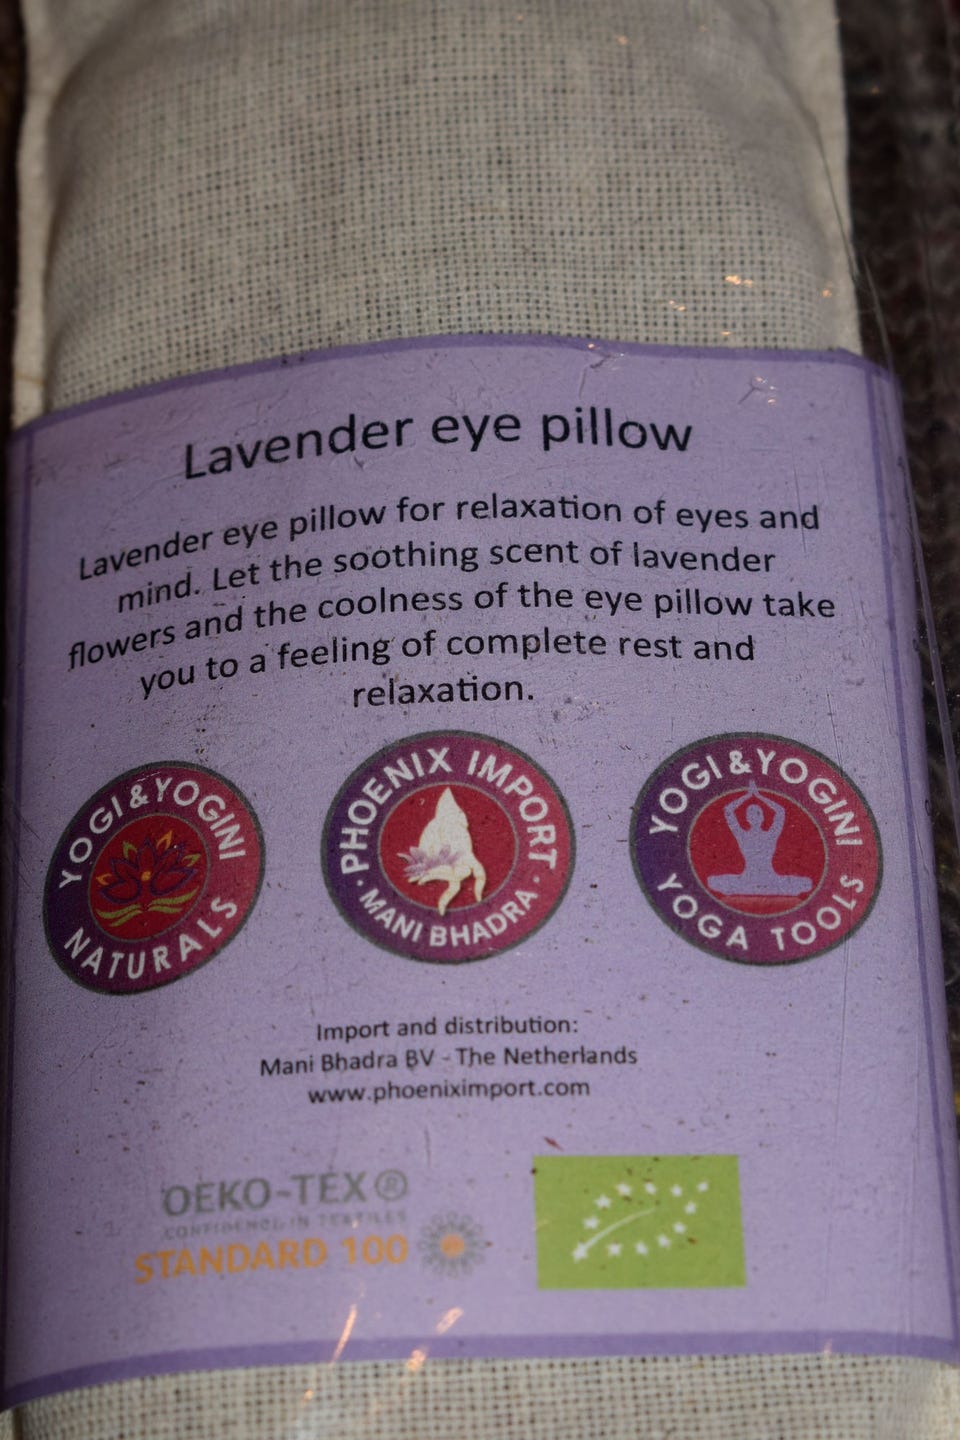 Lavender eye pillow
Lavender eye pillow for relaxation of eyes and
mind. Let the soothing scent of lavender
flowers and the coolness of the eye pillow take
you to a feeling of complete rest and
relaxation.
YOGI & YOGINI
NATURALS
PHOENIX IMPORT
· MANI BHADRA ·
YOGI & YOGINI
YOGA TOOLS
Import and distribution:
Mani Bhadra BV - The Netherlands
www.phoeniximport.com
OEKO-TEX®
CONFIDENCE IN TEXTILES
STANDARD 100